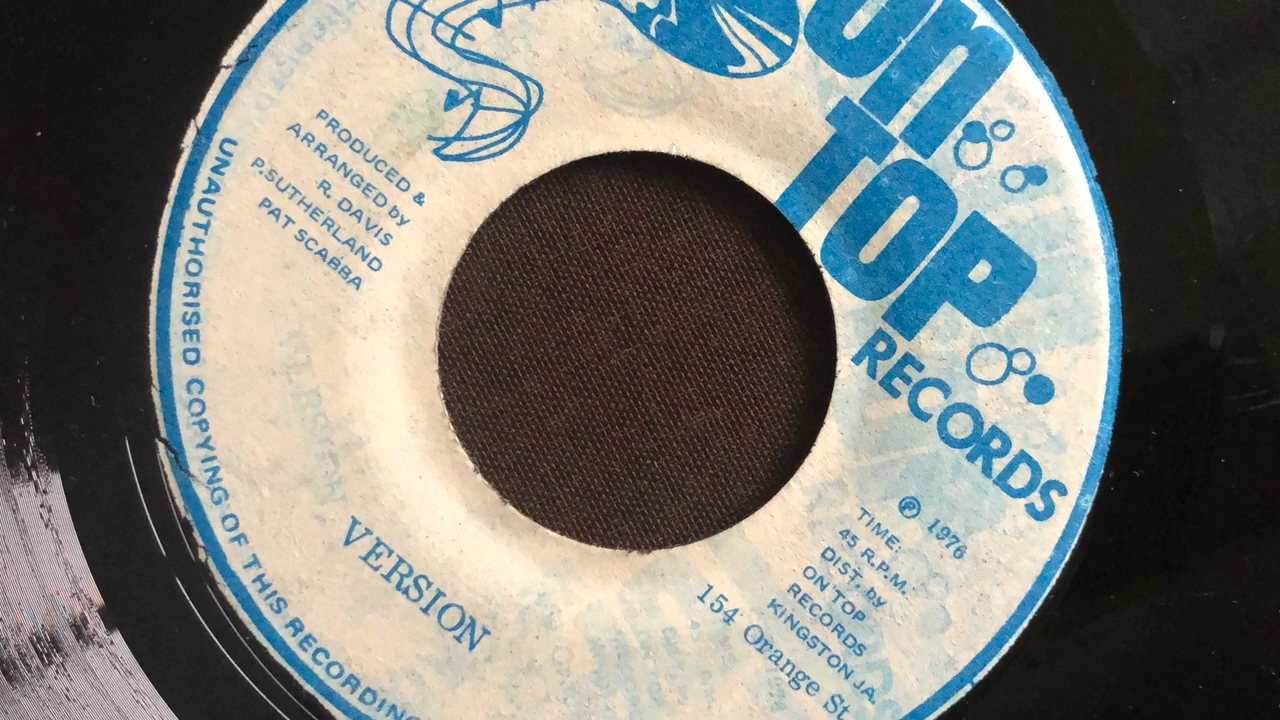 on
TOP
RECORDS
PRODUCED &
ARRANGED by
R. DAVIS
P. SUTHERLAND
PAT SCABBA
UNAUTHORISED COPYING OF THIS RECORDING
VERSION
℗ 1976
TIME:
45 R.P.M.
DIST. by
ON TOP
RECORDS
KINGSTON JA.
154 Orange St